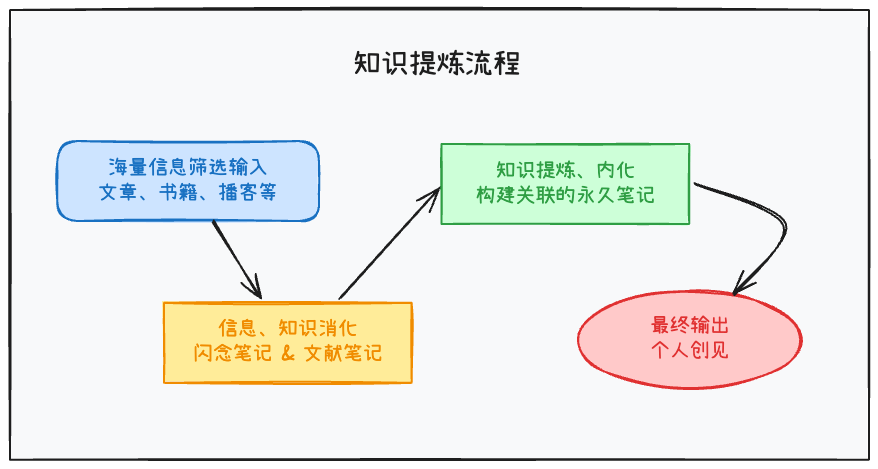 知识提炼流程
海量信息筛选输入
文章、书籍、播客等
信息、知识消化
闪念笔记 & 文献笔记
知识提炼、内化
构建关联的永久笔记
最终输出
个人创见